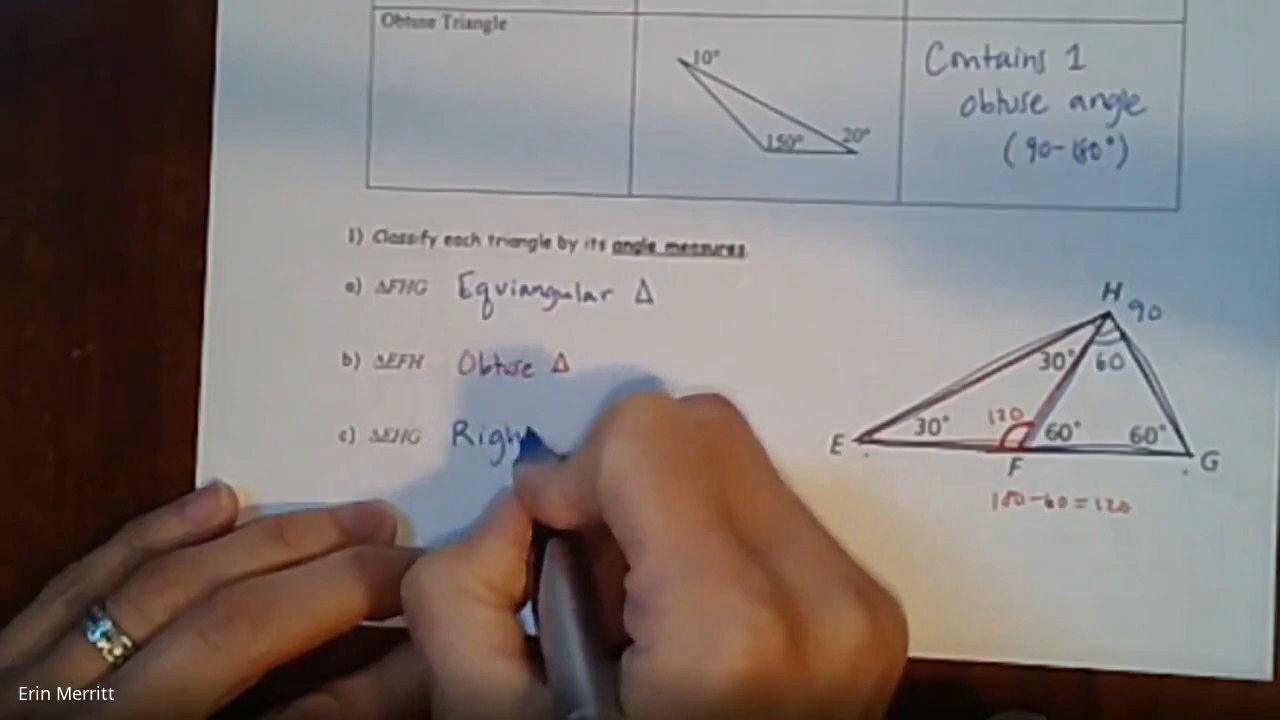 Obtuse Triangle
10°
150°
20°
Contains 1
obtuse angle
(90-180°)
1) Classify each triangle by its angle measures.
a) ΔFHG Equiangular Δ
b) ΔEFH Obtuse Δ
c) ΔEHG Righ
H 90
30° 60
E 30° 120 60° 60° G
F
180-60=120
Erin Merritt